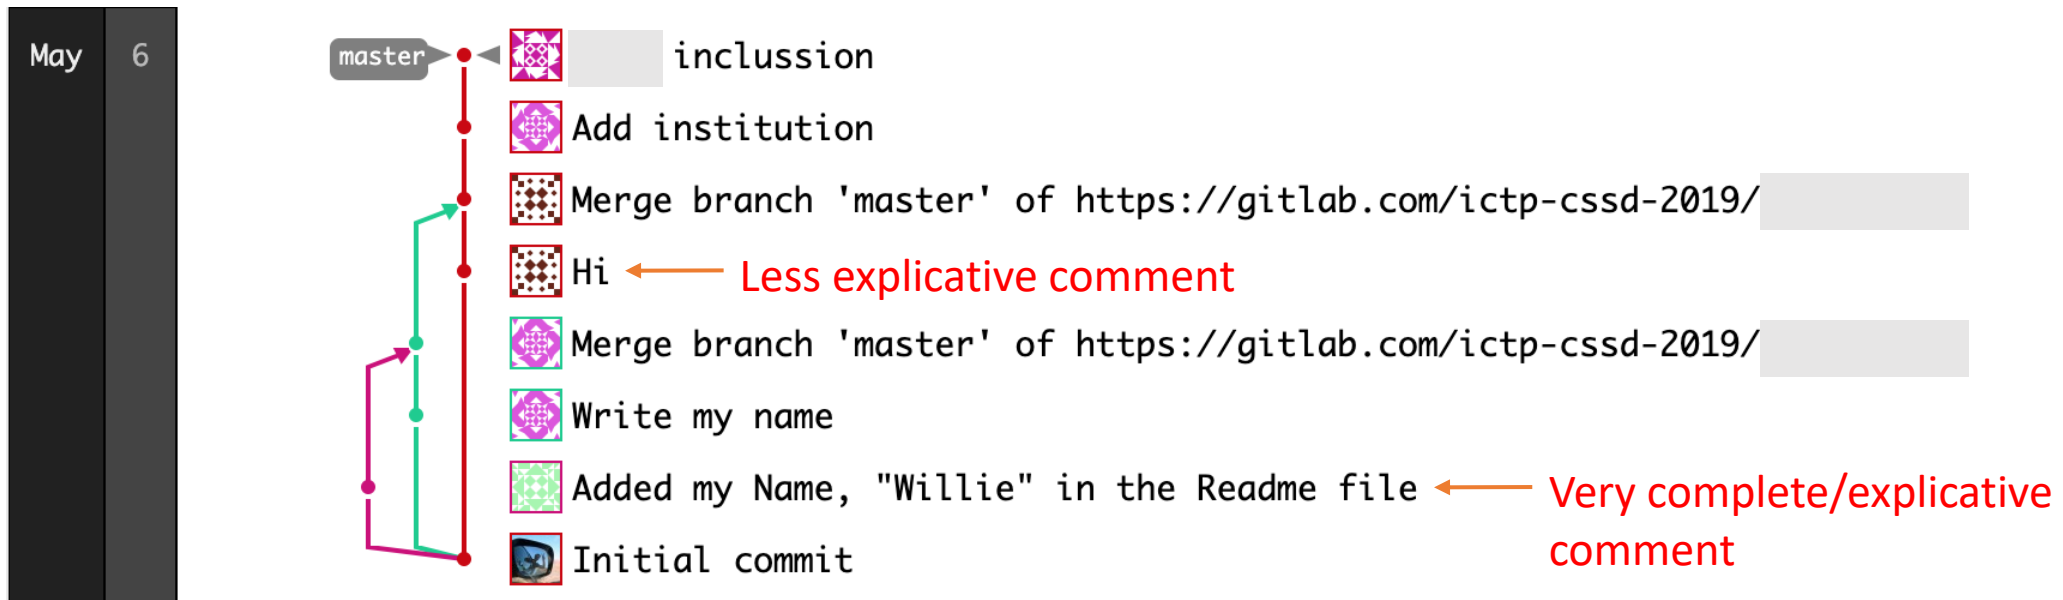 May 6 master inclussion
Add institution
Merge branch 'master' of https://gitlab.com/ictp-cssd-2019/
Hi Less explicative comment
Merge branch 'master' of https://gitlab.com/ictp-cssd-2019/
Write my name
Added my Name, "Willie" in the Readme file Very complete/explicative
comment
Initial commit